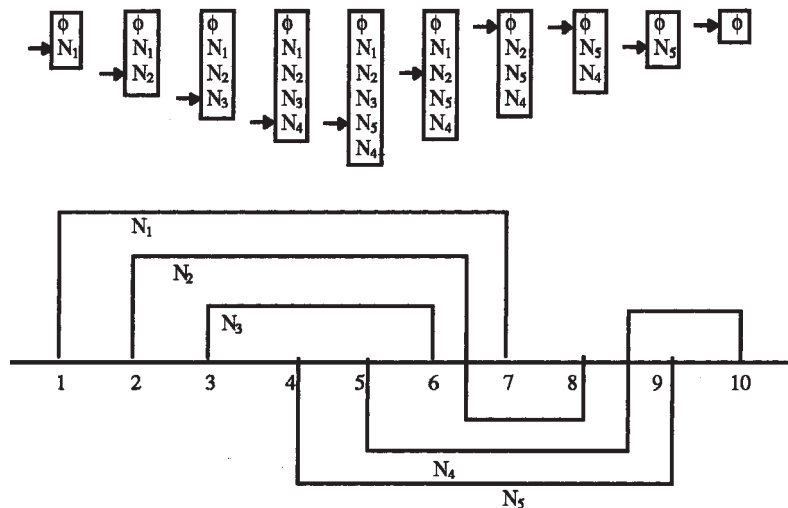 ϕ ϕ ϕ ϕ ϕ ϕ ϕ ϕ ϕ ϕ
N₁ N₁ N₁ N₁ N₁ N₁ N₂ N₅ N₅
N₂ N₂ N₂ N₂ N₂ N₅ N₄
N₃ N₃ N₃ N₅ N₄
N₄ N₅ N₄
N₄
N₁
N₂
N₃
1 2 3 4 5 6 7 8 9 10
N₄
N₅